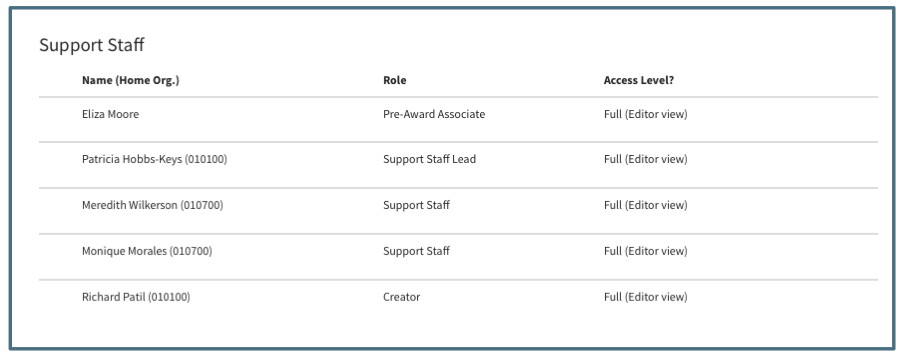 Support Staff
Name (Home Org.) Role Access Level?
Eliza Moore Pre-Award Associate Full (Editor view)
Patricia Hobbs-Keys (010100) Support Staff Lead Full (Editor view)
Meredith Wilkerson (010700) Support Staff Full (Editor view)
Monique Morales (010700) Support Staff Full (Editor view)
Richard Patil (010100) Creator Full (Editor view)